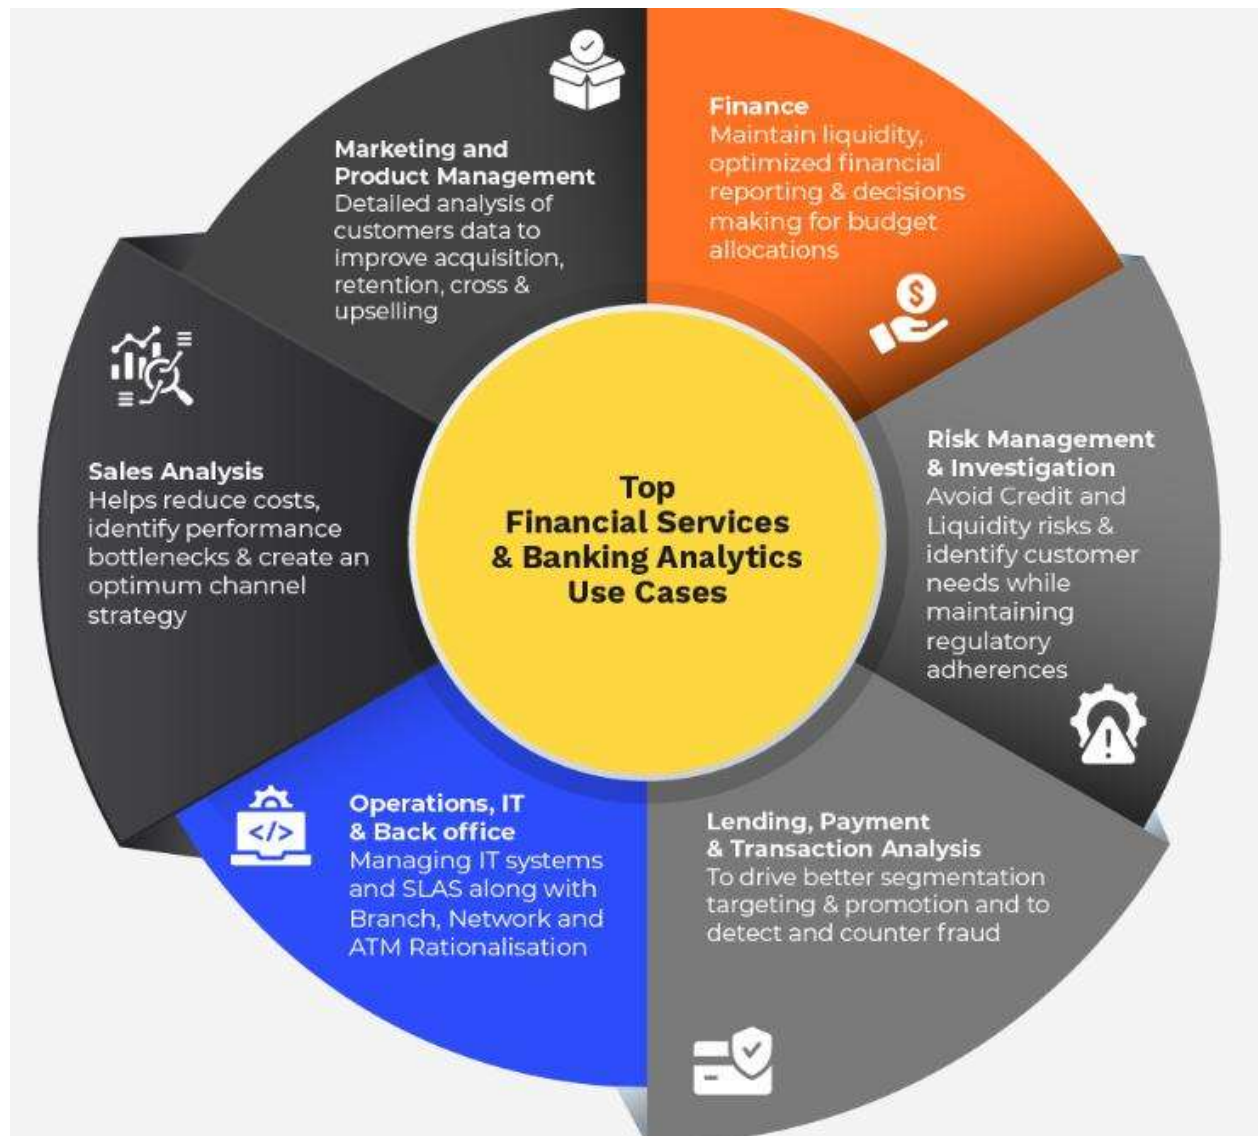 Marketing and
Product Management
Detailed analysis of
customers data to
improve acquisition,
retention, cross &
upselling
Finance
Maintain liquidity,
optimized financial
reporting & decisions
making for budget
allocations
Risk Management
& Investigation
Avoid Credit and
Liquidity risks &
identify customer
needs while
maintaining
regulatory
adherences
Lending, Payment
& Transaction Analysis
To drive better segmentation
targeting & promotion and to
detect and counter fraud
Operations, IT
& Back office
Managing IT systems
and SLAS along with
Branch, Network and
ATM Rationalisation
Sales Analysis
Helps reduce costs,
identify performance
bottlenecks & create an
optimum channel
strategy
Top
Financial Services
& Banking Analytics
Use Cases